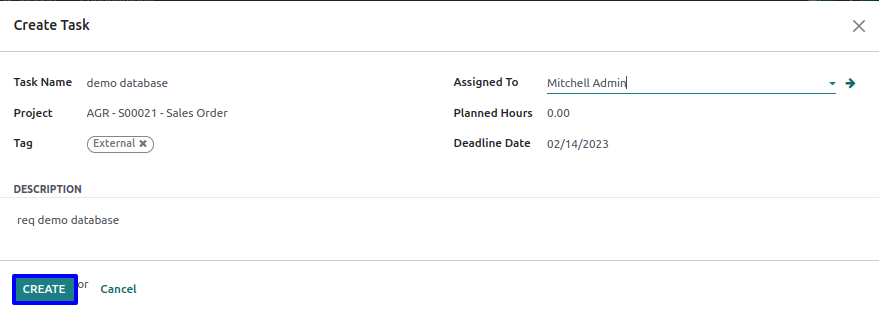 Create Task
Task Name demo database Assigned To Mitchell Admin
Project AGR - S00021 - Sales Order Planned Hours 0.00
Tag External ✖ Deadline Date 02/14/2023
DESCRIPTION
req demo database
CREATE or Cancel